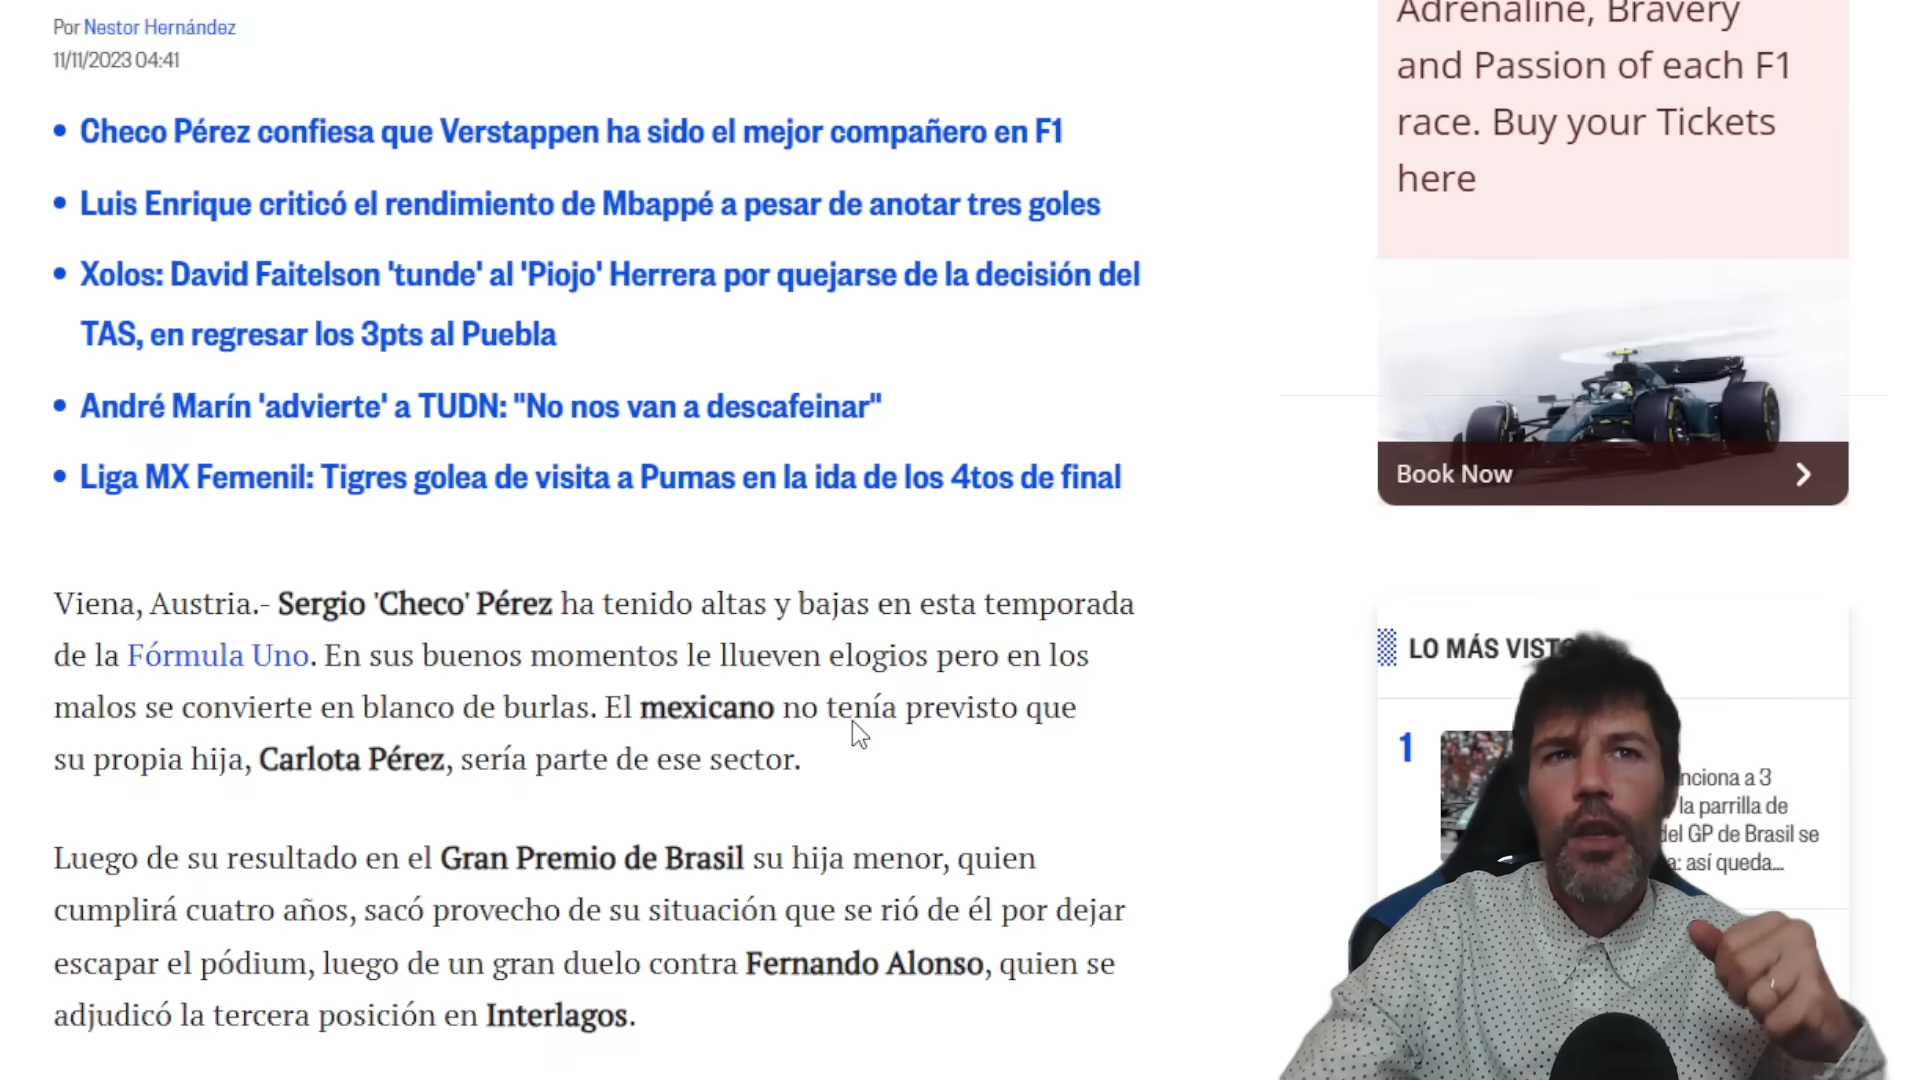 Por Nestor Hernández
11/11/2023 04:41
• Checo Pérez confiesa que Verstappen ha sido el mejor compañero en F1
• Luis Enrique criticó el rendimiento de Mbappé a pesar de anotar tres goles
• Xolos: David Faitelson 'tunde' al 'Piojo' Herrera por quejarse de la decisión del
TAS, en regresar los 3pts al Puebla
• André Marín 'advierte' a TUDN: "No nos van a descafeinar"
• Liga MX Femenil: Tigres golea de visita a Pumas en la ida de los 4tos de final
Viena, Austria.- Sergio 'Checo' Pérez ha tenido altas y bajas en esta temporada
de la Fórmula Uno. En sus buenos momentos le llueven elogios pero en los
malos se convierte en blanco de burlas. El mexicano no tenía previsto que
su propia hija, Carlota Pérez, sería parte de ese sector.
Luego de su resultado en el Gran Premio de Brasil su hija menor, quien
cumplirá cuatro años, sacó provecho de su situación que se rió de él por dejar
escapar el pódium, luego de un gran duelo contra Fernando Alonso, quien se
adjudicó la tercera posición en Interlagos.
Adrenaline, Bravery
and Passion of each F1
race. Buy your Tickets
here
Book Now
LO MÁS VISTO
1
a 3
la parrilla de
del GP de Brasil se
así queda...